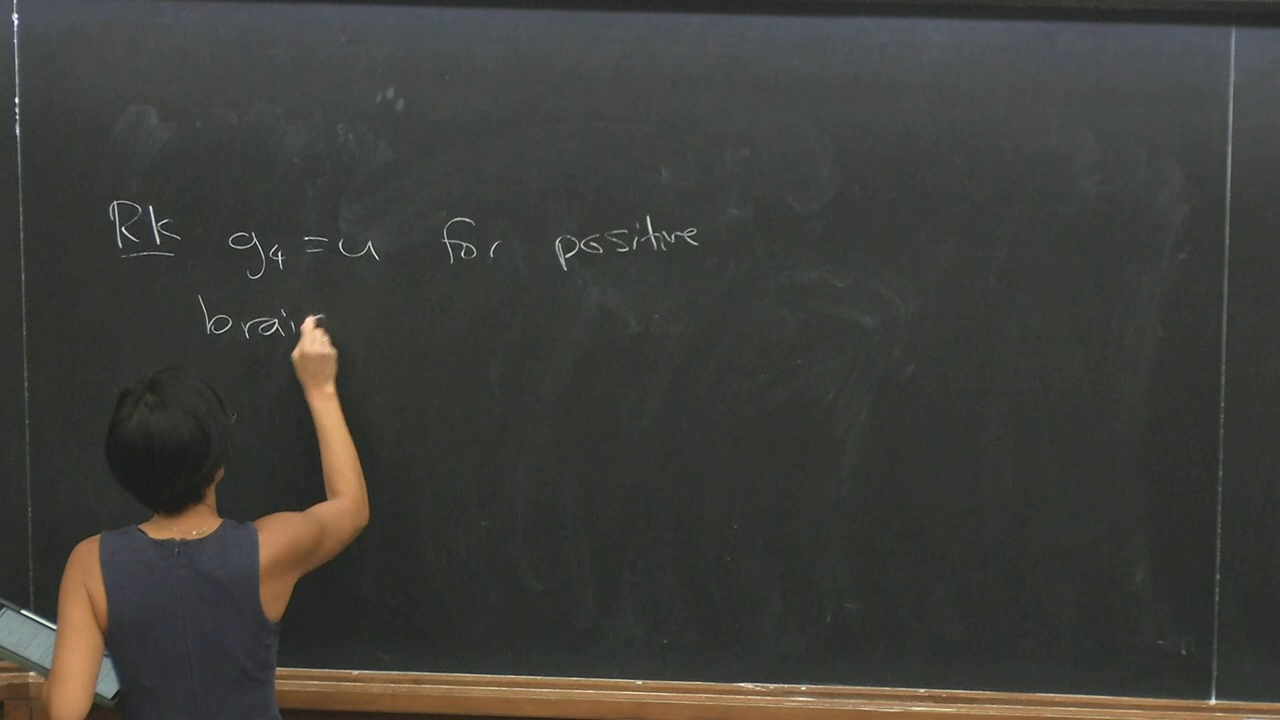 Rk g₄ = u for positive
brai